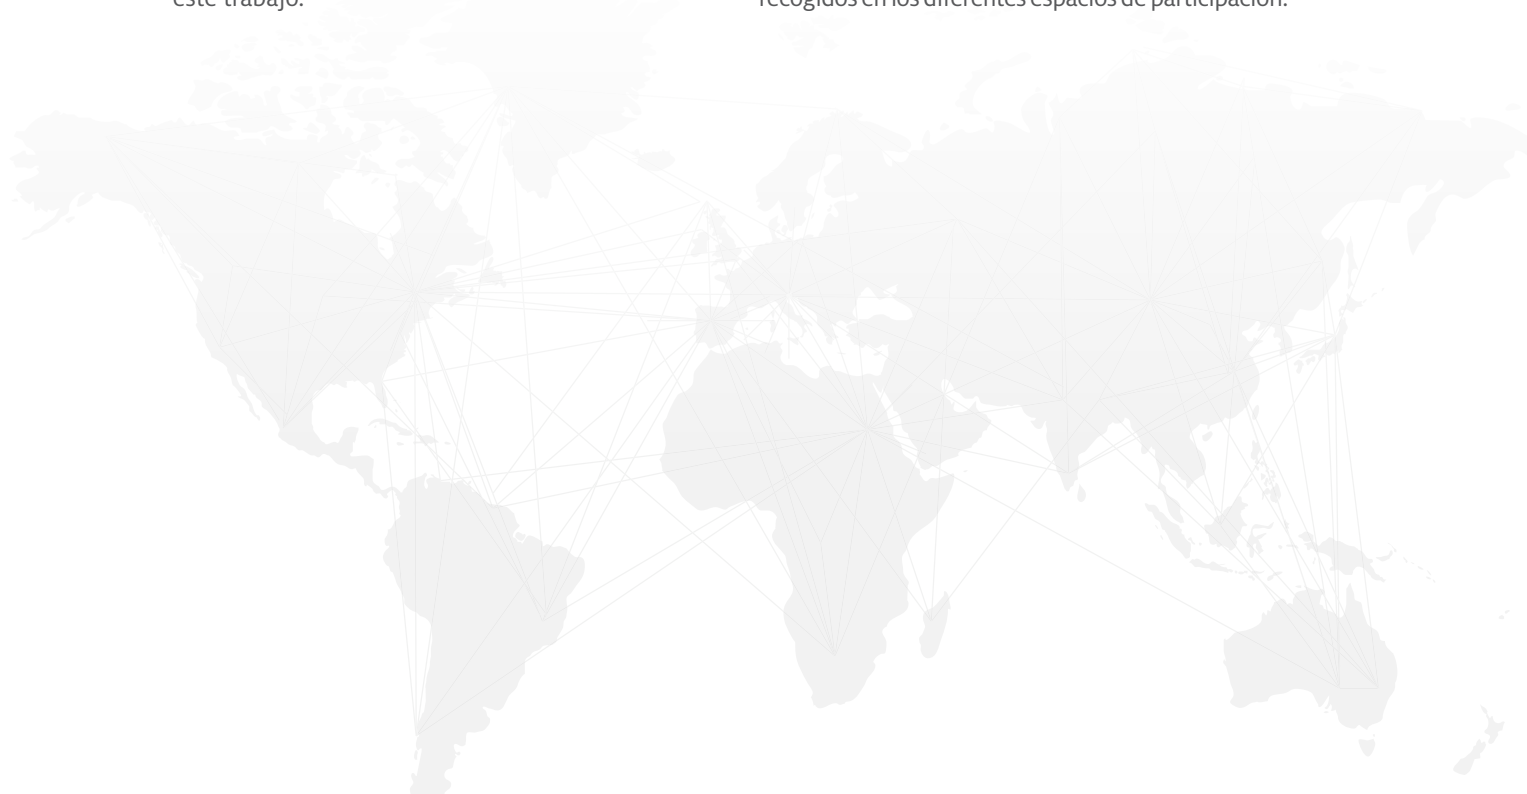 este trabajo.
recogidos en los diferentes espacios de participación.